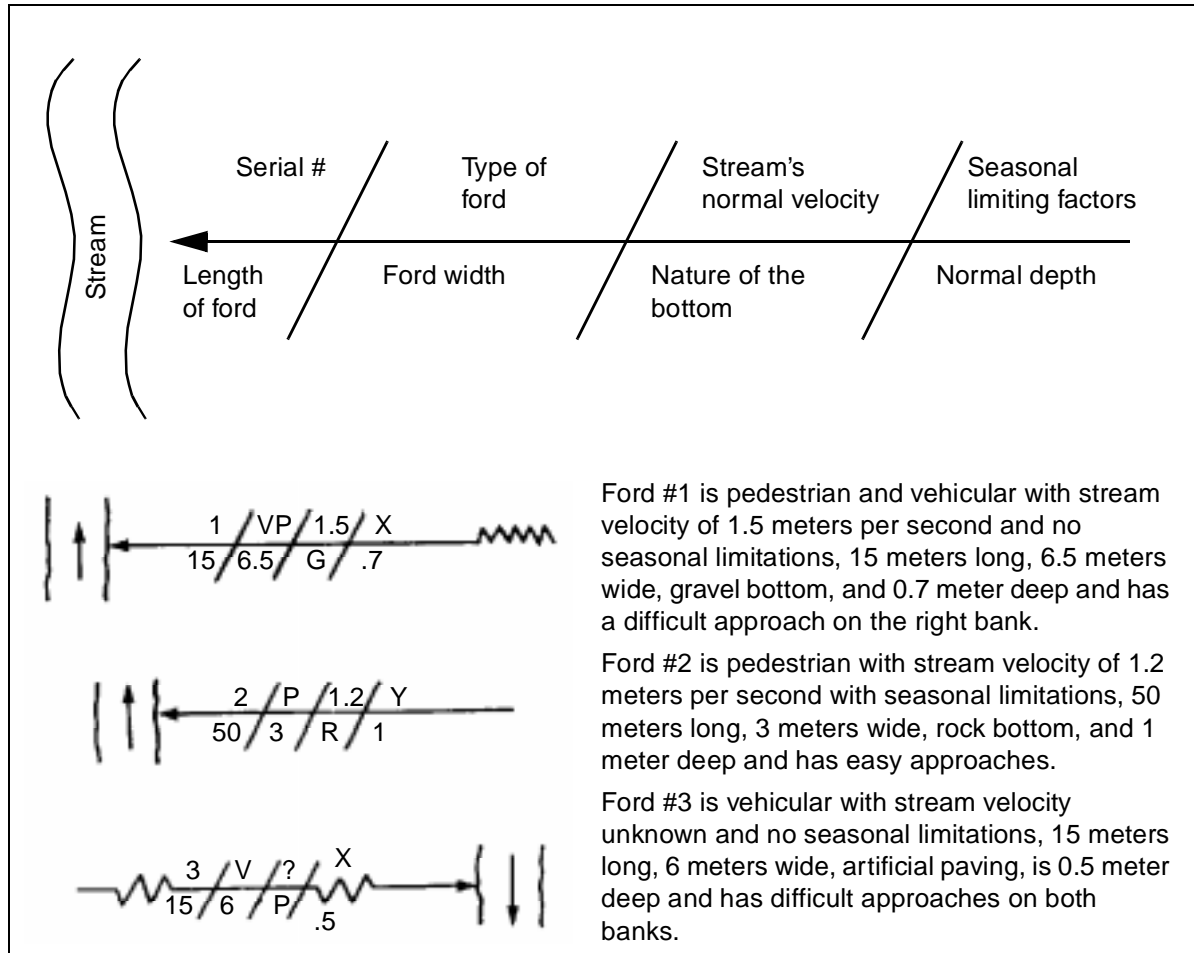 Stream
Serial #
Type of
ford
Stream's
normal velocity
Seasonal
limiting factors
Length
of ford
Ford width
Nature of the
bottom
Normal depth
1 VP 1.5 X
15 6.5 G .7
Ford #1 is pedestrian and vehicular with stream
velocity of 1.5 meters per second and no
seasonal limitations, 15 meters long, 6.5 meters
wide, gravel bottom, and 0.7 meter deep and has
a difficult approach on the right bank.
2 P 1.2 Y
50 3 R 1
Ford #2 is pedestrian with stream velocity of 1.2
meters per second with seasonal limitations, 50
meters long, 3 meters wide, rock bottom, and 1
meter deep and has easy approaches.
3 V ? X
15 6 P .5
Ford #3 is vehicular with stream velocity
unknown and no seasonal limitations, 15 meters
long, 6 meters wide, artificial paving, is 0.5 meter
deep and has difficult approaches on both
banks.